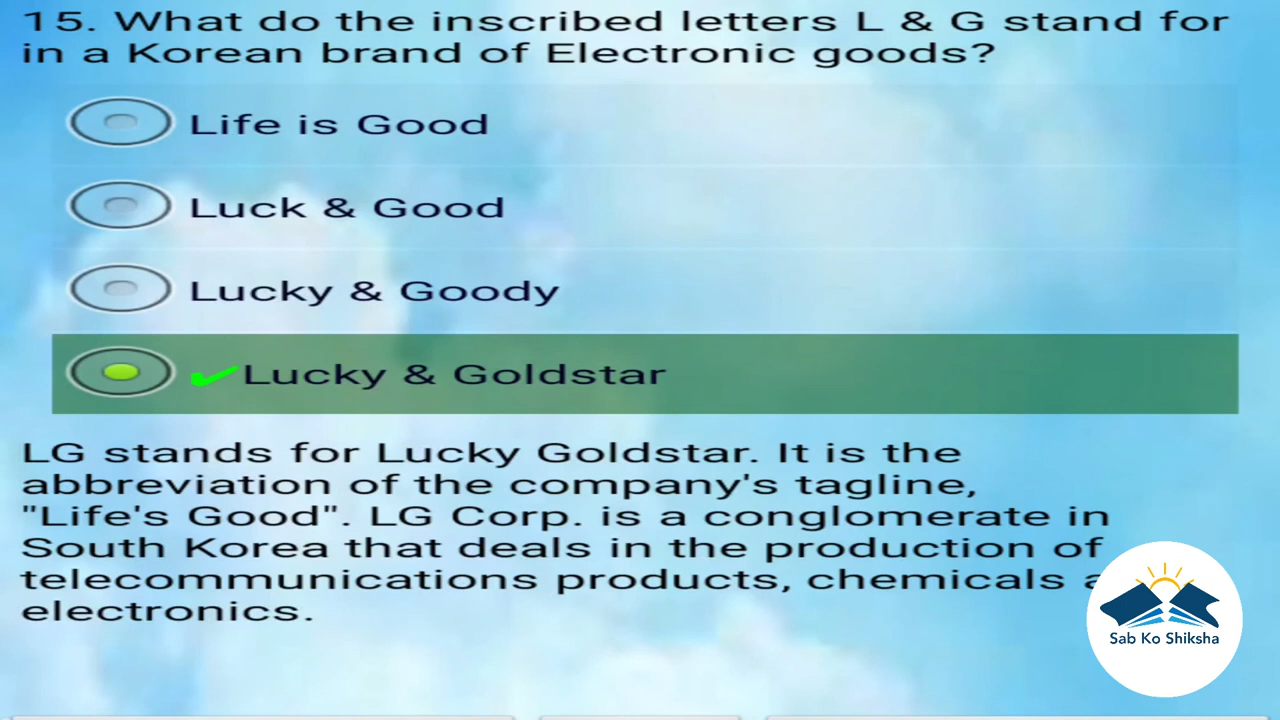 15. What do the inscribed letters L & G stand for
in a Korean brand of Electronic goods?
Life is Good
Luck & Good
Lucky & Goody
Lucky & Goldstar
LG stands for Lucky Goldstar. It is the
abbreviation of the company's tagline,
"Life's Good". LG Corp. is a conglomerate in
South Korea that deals in the production of
telecommunications products, chemicals
electronics.
Sab Ko Shiksha